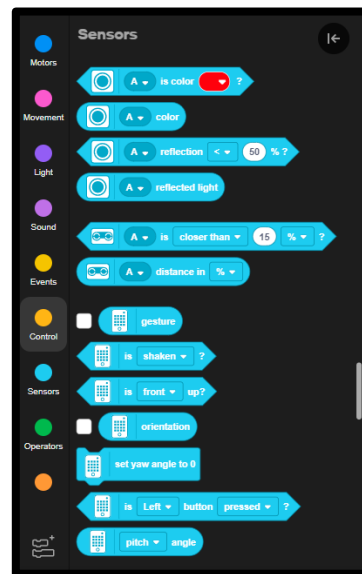 Sensors
Motors
Movement
Light
Sound
Events
Control
Sensors
Operators
A is color ?
A color
A reflection < 50 % ?
A reflected light
A is closer than 15 % ?
A distance in %
gesture
is shaken ?
is front up?
orientation
set yaw angle to 0
is Left button pressed ?
pitch angle